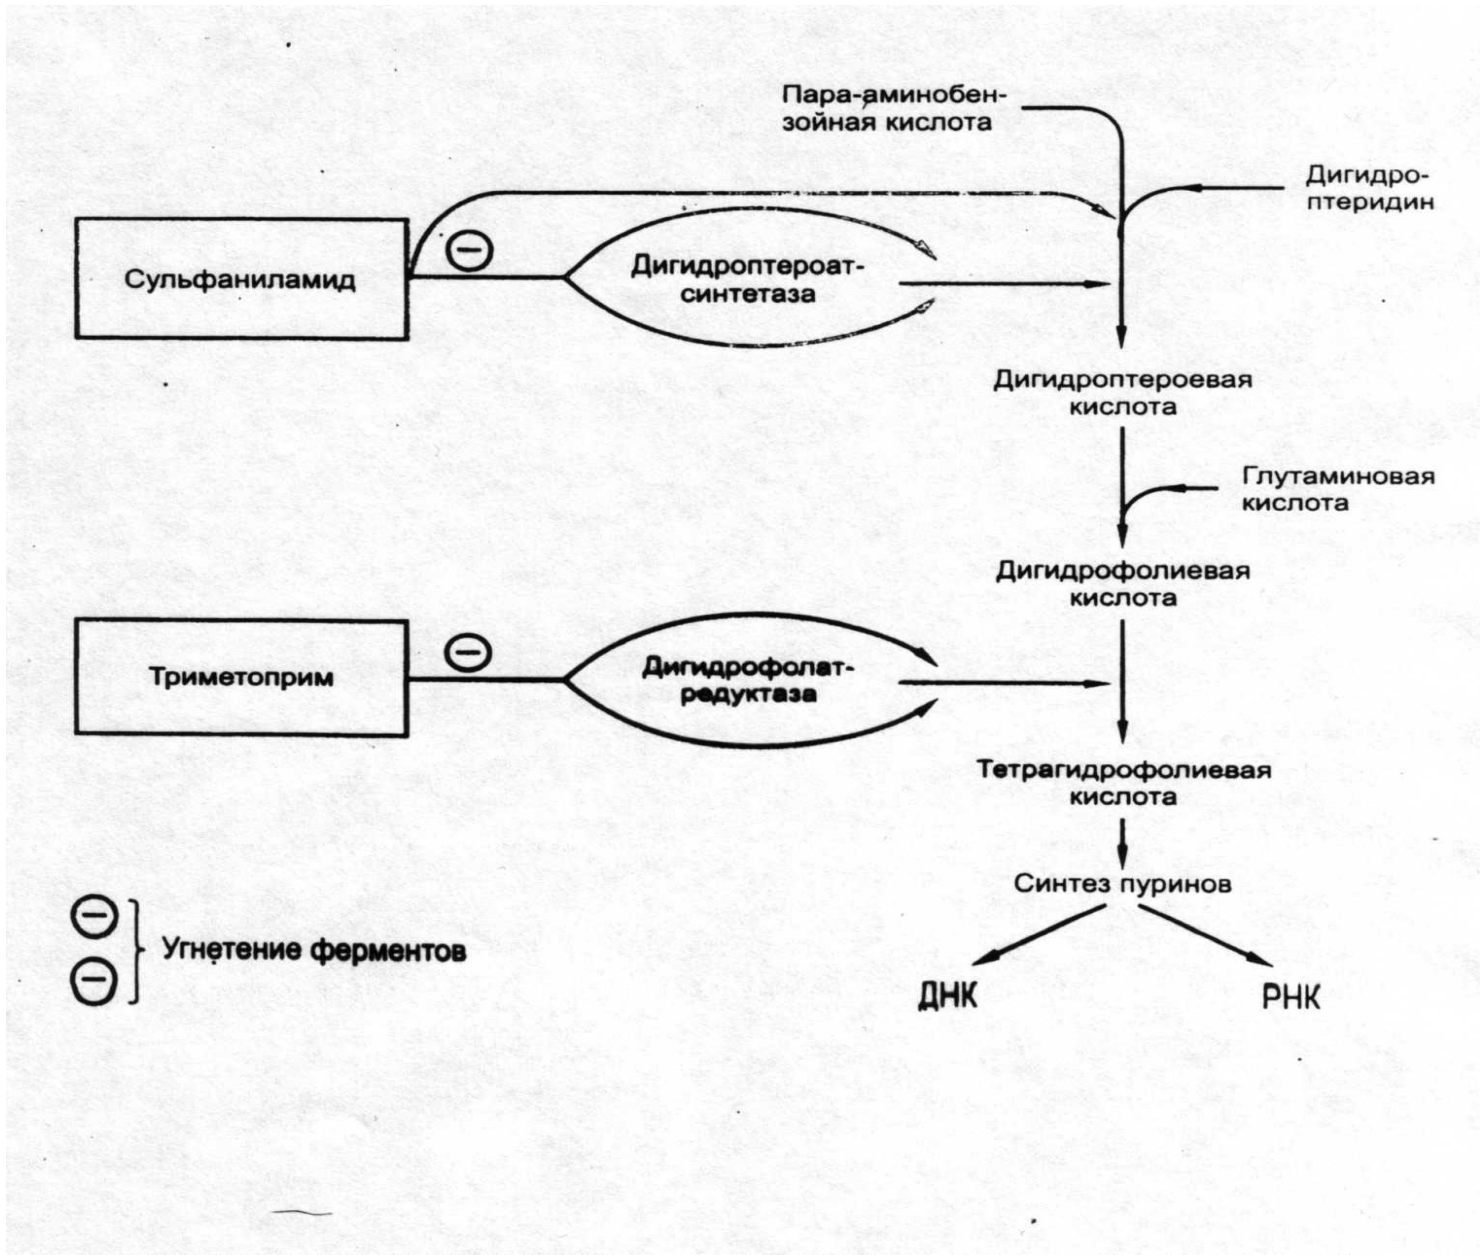 Пара-аминобен-
зойная кислота
Дигидро-
птеридин
Сульфаниламид
Дигидроптероат-
синтетаза
Дигидроптероевая
кислота
Глутаминовая
кислота
Дигидрофолиевая
кислота
Триметоприм
Дигидрофолат-
редуктаза
Тетрагидрофолиевая
кислота
Синтез пуринов
Угнетение ферментов
ДНК
РНК